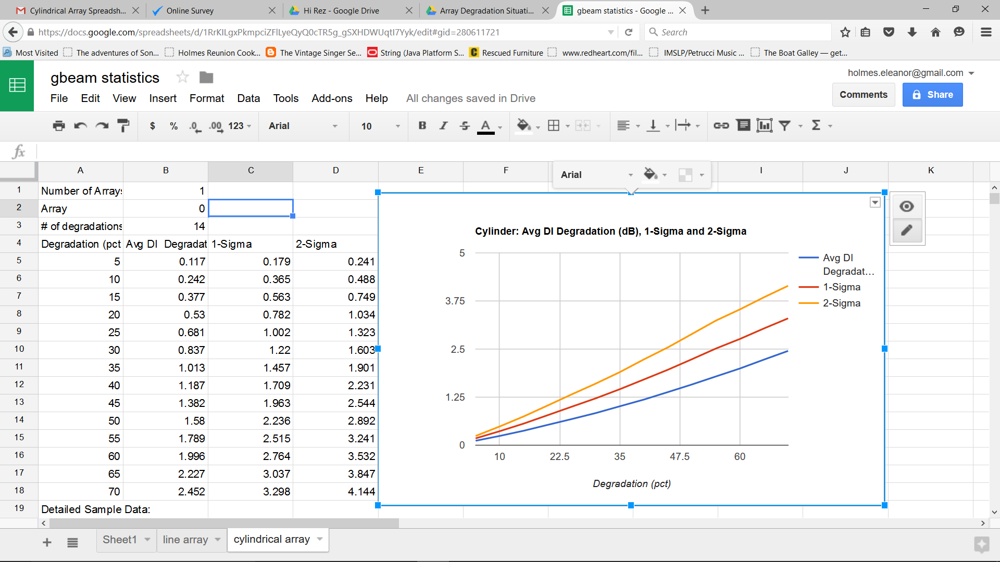 Cylindrical Array Spreadsh...
Online Survey
Hi Rez - Google Drive
Array Degradation Situati...
gbeam statistics - Google ...
https://docs.google.com/spreadsheets/d/
Search
Most Visited
The adventures of Son...
Holmes Reunion Cook...
The Vintage Singer Se...
String (Java Platform S...
Rescued Furniture
www.redheart.com/fil...
IMSLP/Petrucci Music ...
The Boat Galley — get...
gbeam statistics
holmes.eleanor@gmail.com
File Edit View Insert Format Data Tools Add-ons Help All changes saved in Drive
Comments
Share
$ % .0 .00 123 Arial 10 B I S A Σ
fx
A B C D E F I J K
Arial
1 Number of Arrays 1
2 Array 0
3 # of degradations 14
4 Degradation (pct Avg DI Degradat 1-Sigma 2-Sigma
5 5 0.117 0.179 0.241
6 10 0.242 0.365 0.488
7 15 0.377 0.563 0.749
8 20 0.53 0.782 1.034
9 25 0.681 1.002 1.323
10 30 0.837 1.22 1.603
11 35 1.013 1.457 1.901
12 40 1.187 1.709 2.231
13 45 1.382 1.963 2.544
14 50 1.58 2.236 2.892
15 55 1.789 2.515 3.241
16 60 1.996 2.764 3.532
17 65 2.227 3.037 3.847
18 70 2.452 3.298 4.144
19 Detailed Sample Data:
Cylinder: Avg DI Degradation (dB), 1-Sigma and 2-Sigma
5
3.75
2.5
1.25
0
10 22.5 35 47.5 60
Degradation (pct)
Avg DI
Degradat...
1-Sigma
2-Sigma
Sheet1
line array
cylindrical array